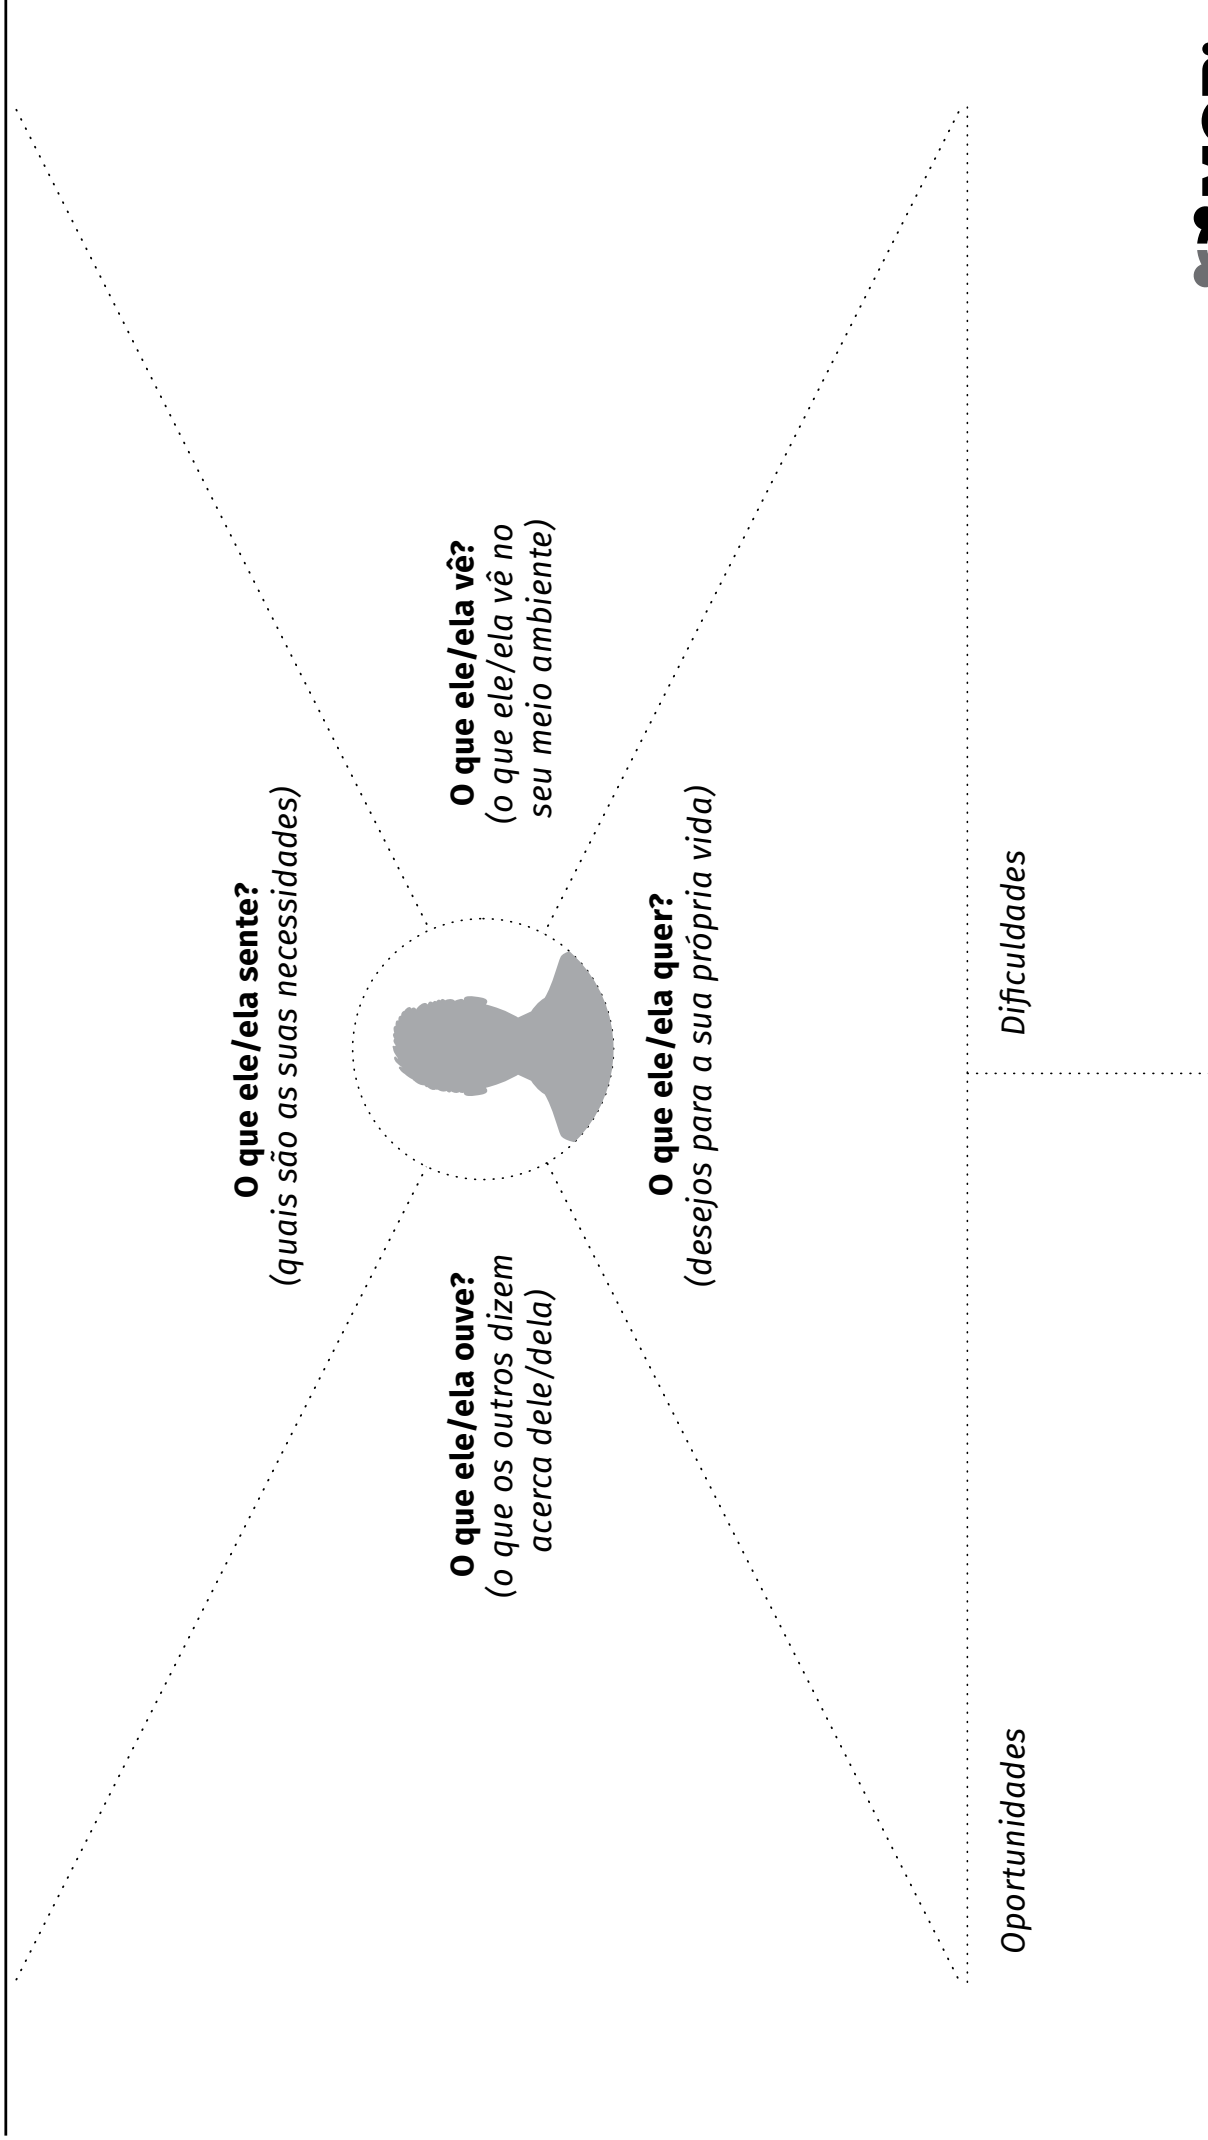 O que ele/ela sente?
(quais são as suas necessidades)
O que ele/ela ouve?
(o que os outros dizem
acerca dele/dela)
O que ele/ela vê?
(o que ele/ela vê no
seu meio ambiente)
O que ele/ela quer?
(desejos para a sua própria vida)
Oportunidades
Dificuldades